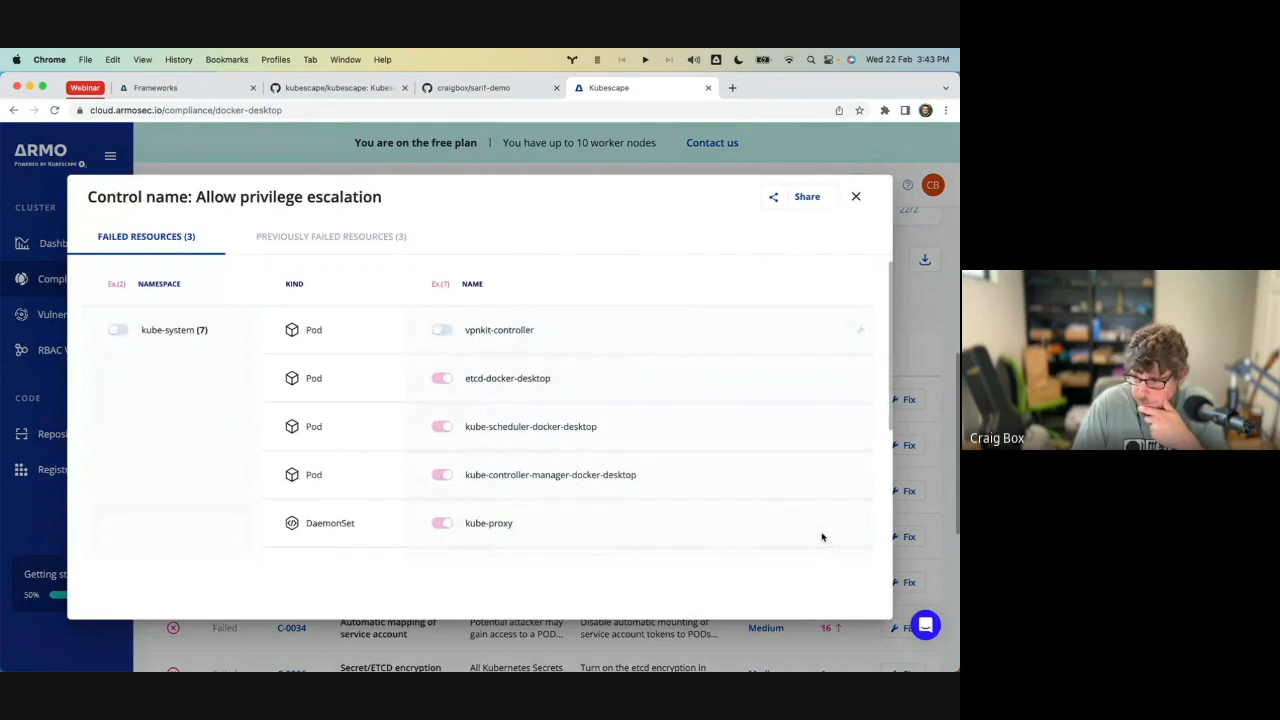 Chrome File Edit View History Bookmarks Profiles Tab Window Help Wed 22 Feb 3:43 PM
Webinar Frameworks kubescape/kubescape: Kubes craigbox/sarif-demo Kubescape
cloud.armosec.io/compliance/docker-desktop
You are on the free plan | You have up to 10 worker nodes Contact us
ARMO
POWERED BY KUBESCAPE
CLUSTER
Dashb
Compl
Vulner
RBAC V
CODE
Reposi
Registr
Getting st
50%
CB
22/2
Control name: Allow privilege escalation
Share
FAILED RESOURCES (3) PREVIOUSLY FAILED RESOURCES (3)
Ex.(2) NAMESPACE KIND Ex.(7) NAME
kube-system (7) Pod vpnkit-controller
Pod etcd-docker-desktop
Pod kube-scheduler-docker-desktop
Pod kube-controller-manager-docker-desktop
DaemonSet kube-proxy
Fix
Fix
Fix
Fix
Fix
Failed C-0034 Automatic mapping of service account Potential attacker may gain access to a POD... Disable automatic mounting of service account tokens to PODs... Medium 16
Secret/ETCD encryption All Kubernetes Secrets Turn on the etcd encryption in
Craig Box